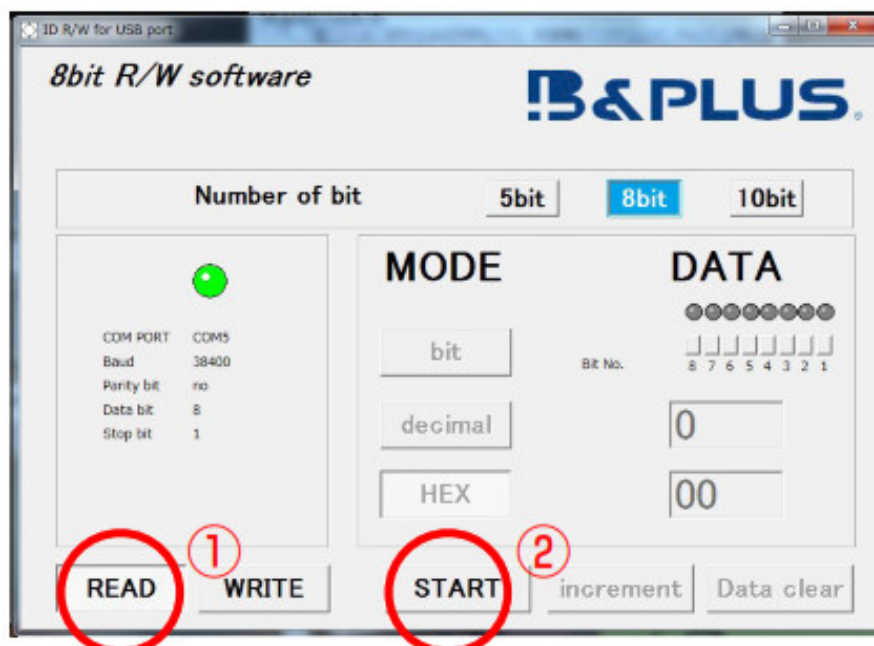 ID R/W for USB port
8bit R/W software
B&PLUS®
Number of bit 5bit 8bit 10bit
MODE DATA
COM PORT COM5
Baud 38400
Parity bit no
Data bit 8
Stop bit 1
bit
Bit No. 8 7 6 5 4 3 2 1
decimal 0
HEX 00
① ②
READ WRITE START increment Data clear